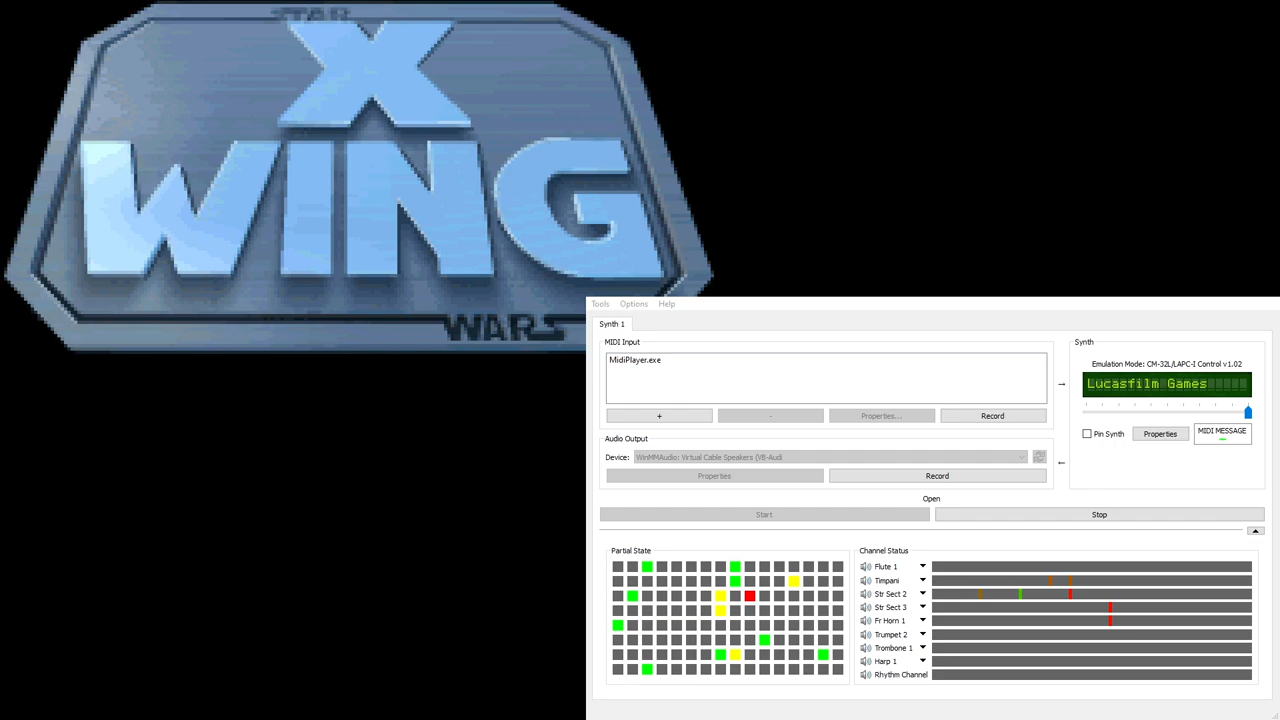 STAR
X
WING
WARS
Tools Options Help
Synth 1
MIDI Input
MidiPlayer.exe
+ - Properties... Record
Audio Output
Device: WinMMAudio: Virtual Cable Speakers (VB-Audi
Properties Record
Synth
Emulation Mode: CM-32L/LAPC-I Control v1.02
Lucasfilm Games
Pin Synth Properties MIDI MESSAGE
Open
Start Stop
Partial State
Channel Status
Flute 1
Timpani
Str Sect 2
Str Sect 3
Fr Horn 1
Trumpet 2
Trombone 1
Harp 1
Rhythm Channel